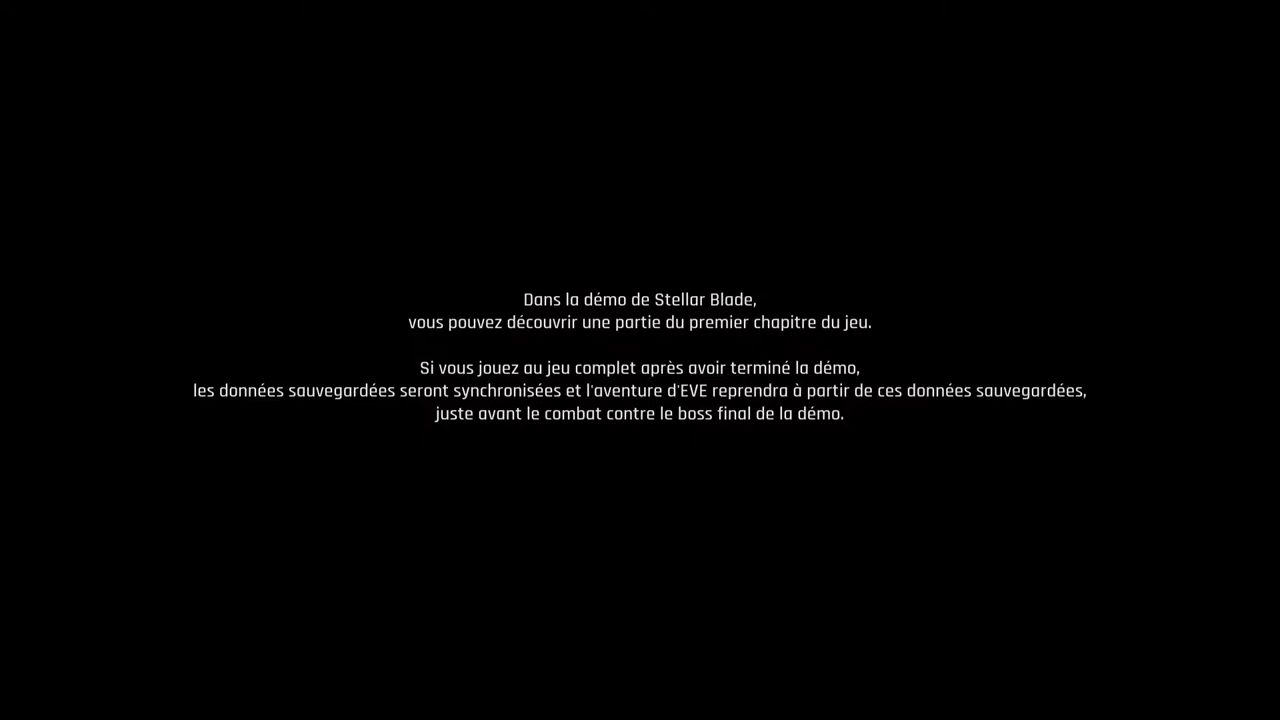 Dans la démo de Stellar Blade,
vous pouvez découvrir une partie du premier chapitre du jeu.
Si vous jouez au jeu complet après avoir terminé la démo,
les données sauvegardées seront synchronisées et l'aventure d'EVE reprendra à partir de ces données sauvegardées,
juste avant le combat contre le boss final de la démo.